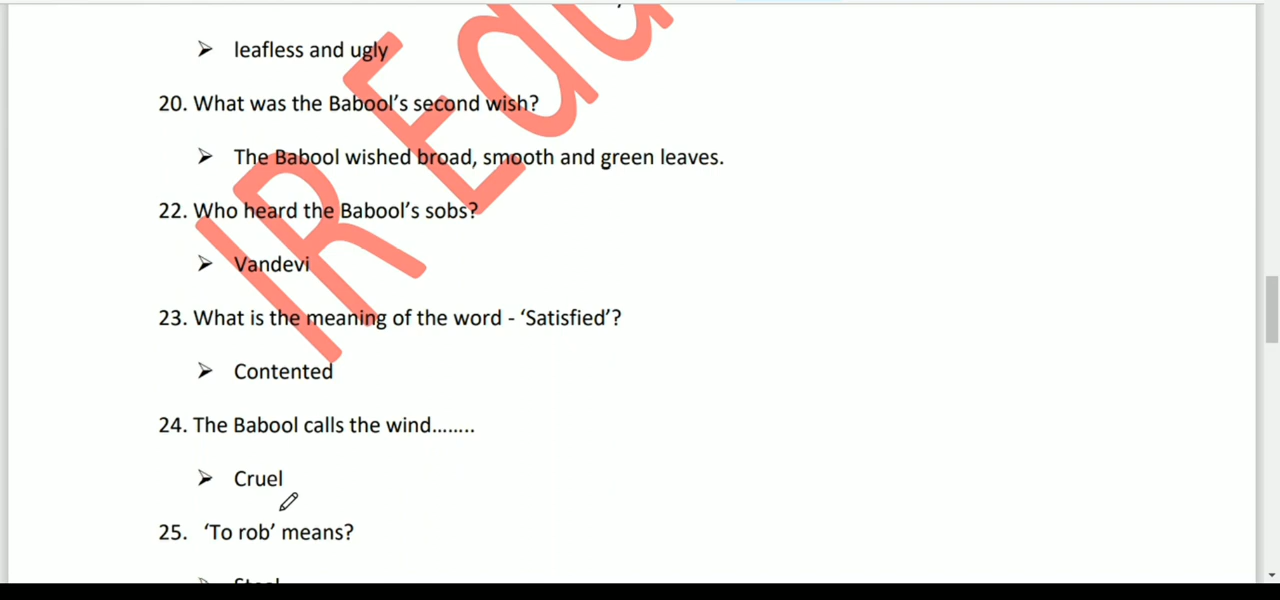 ➢ leafless and ugly
20. What was the Babool’s second wish?
➢ The Babool wished broad, smooth and green leaves.
22. Who heard the Babool’s sobs?
➢ Vandevi
23. What is the meaning of the word - ‘Satisfied’?
➢ Contented
24. The Babool calls the wind........
➢ Cruel
25. ‘To rob’ means?
IR Edu